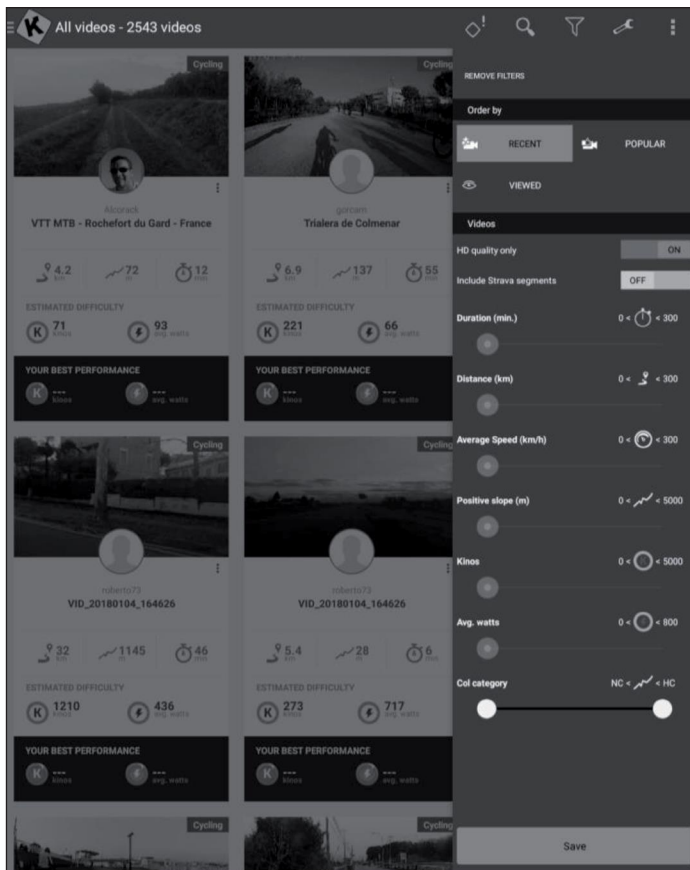 K All videos - 2543 videos
Cycling
Alcuradi
VTT MTB - Rochefort du Gard - France
4.2 km 72 m 12 min
ESTIMATED DIFFICULTY
K 71 kinos 93 avg. watts
YOUR BEST PERFORMANCE
K --- kinos --- avg. watts
Cycling
gorcam
Trialera de Colmenar
6.9 km 137 m 55 min
ESTIMATED DIFFICULTY
K 221 kinos 66 avg. watts
YOUR BEST PERFORMANCE
K --- kinos --- avg. watts
Cycling
roberto73
VID_20180104_164626
32 km 1145 m 46 min
ESTIMATED DIFFICULTY
K 1210 kinos 436 avg. watts
YOUR BEST PERFORMANCE
K --- kinos --- avg. watts
Cycling
roberto73
VID_20180104_164626
5.4 km 28 m 6 min
ESTIMATED DIFFICULTY
K 273 kinos 717 avg. watts
YOUR BEST PERFORMANCE
K --- kinos --- avg. watts
Cycling
Cycling
REMOVE FILTERS
Order by
RECENT POPULAR
VIEWED
Videos
HD quality only ON
Include Strava segments OFF
Duration (min.) 0 < < 300
Distance (km) 0 < < 300
Average Speed (km/h) 0 < < 300
Positive slope (m) 0 < < 5000
Kinos 0 < < 5000
Avg. watts 0 < < 800
Col category NC < < HC
Save